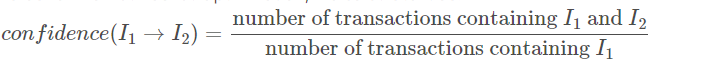 confidence(I₁ → I₂) = number of transactions containing I₁ and I₂ / number of transactions containing I₁